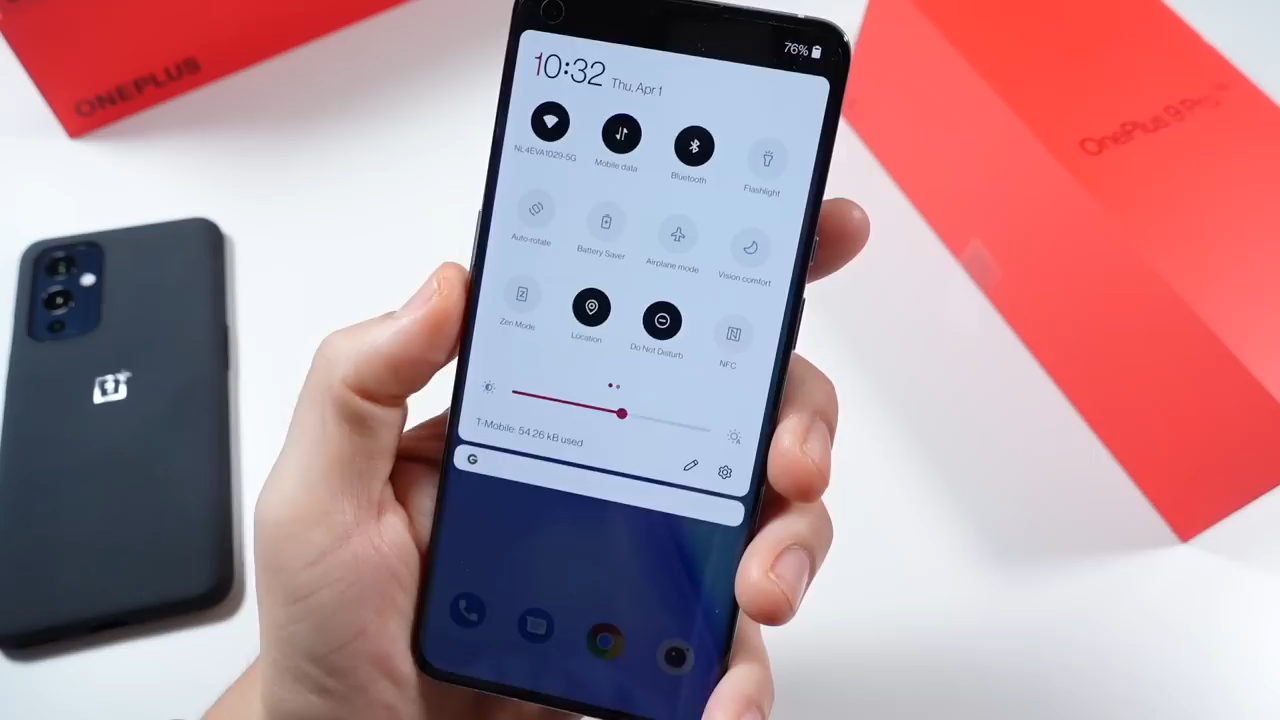 ONEPLUS
OnePlus 9 Pro
76%
10:32 Thu, Apr 1
NL4EVA1029-5G Mobile data Bluetooth Flashlight
Auto-rotate Battery Saver Airplane mode Vision comfort
Zen Mode Location Do Not Disturb NFC
T-Mobile: 54.26 kB used
G